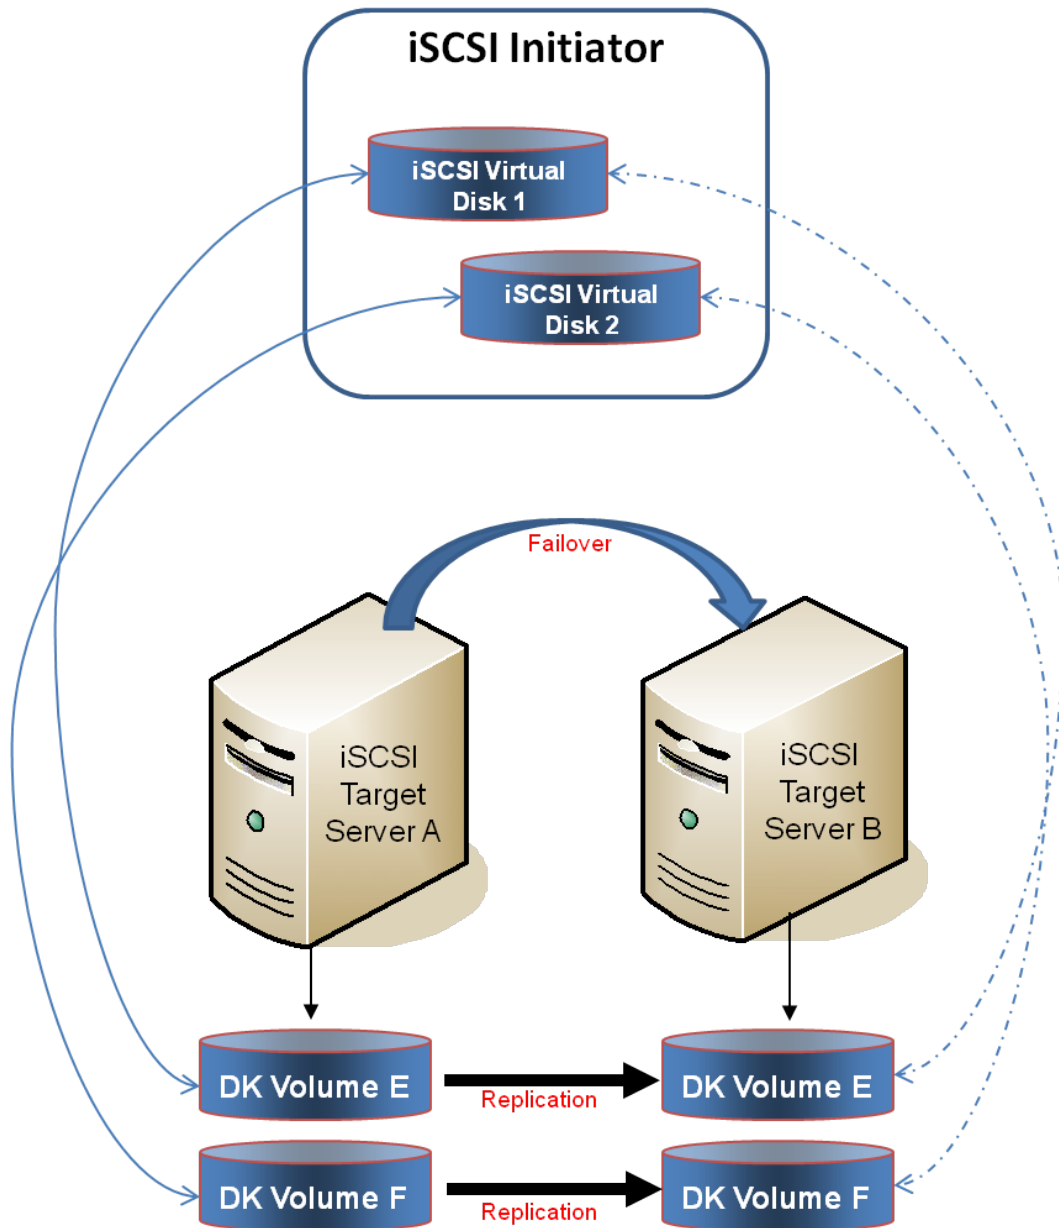 iSCSI Initiator
iSCSI Virtual
Disk 1
iSCSI Virtual
Disk 2
Failover
iSCSI
Target
Server A
iSCSI
Target
Server B
DK Volume E
Replication
DK Volume E
DK Volume F
Replication
DK Volume F